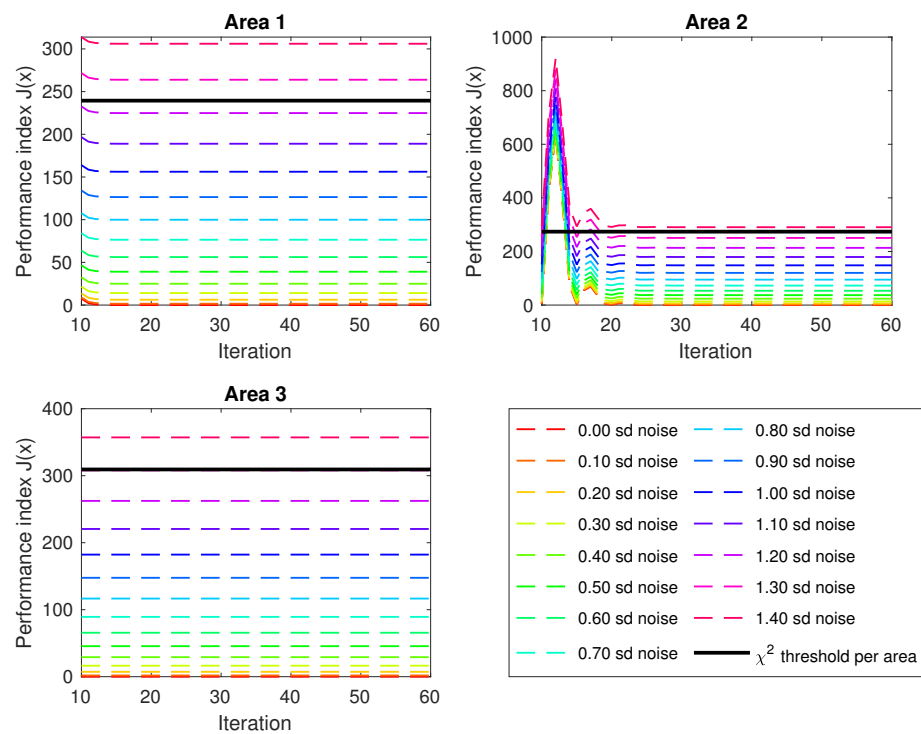 Area 1
Performance index J(x)
300
250
200
150
100
50
0
10 20 30 40 50 60
Iteration
Area 2
Performance index J(x)
1000
800
600
400
200
0
10 20 30 40 50 60
Iteration
Area 3
Performance index J(x)
400
300
200
100
0
10 20 30 40 50 60
Iteration
0.00 sd noise
0.10 sd noise
0.20 sd noise
0.30 sd noise
0.40 sd noise
0.50 sd noise
0.60 sd noise
0.70 sd noise
0.80 sd noise
0.90 sd noise
1.00 sd noise
1.10 sd noise
1.20 sd noise
1.30 sd noise
1.40 sd noise
χ² threshold per area